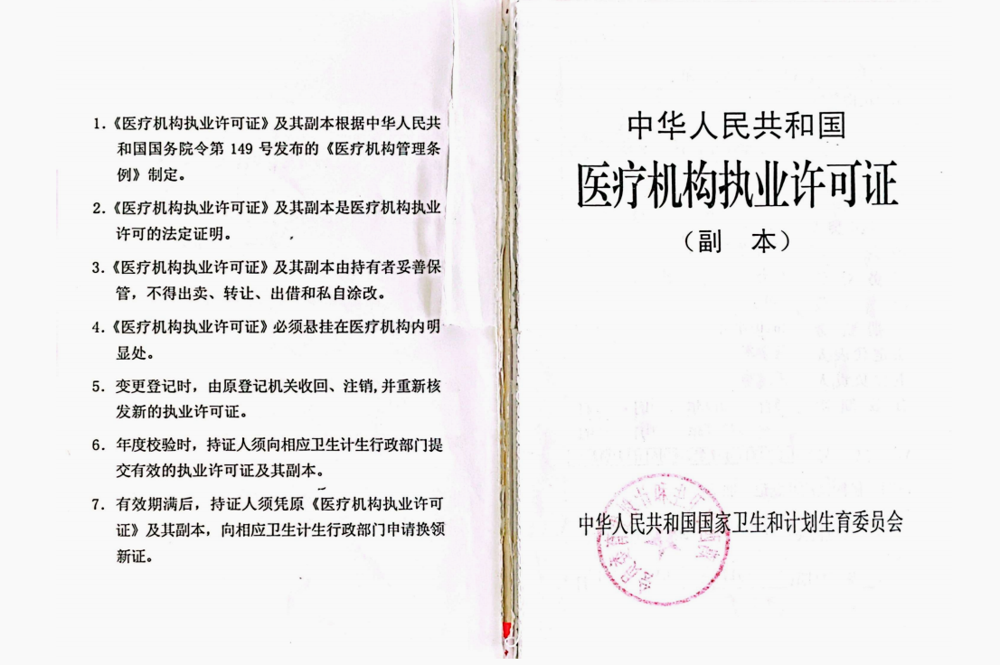 1.《医疗机构执业许可证》及其副本根据中华人民共
和国国务院令第 149 号发布的《医疗机构管理条
例》制定。
2.《医疗机构执业许可证》及其副本是医疗机构执业
许可的法定证明。
3.《医疗机构执业许可证》及其副本由持有者妥善保
管，不得出卖、转让、出借和私自涂改。
4.《医疗机构执业许可证》必须悬挂在医疗机构内明
显处。
5. 变更登记时，由原登记机关收回、注销,并重新核
发新的执业许可证。
6. 年度校验时，持证人须向相应卫生计生行政部门提
交有效的执业许可证及其副本。
7. 有效期满后，持证人须凭原《医疗机构执业许可
证》及其副本，向相应卫生计生行政部门申请换领
新证。
中华人民共和国
医疗机构执业许可证
（副 本）
中华人民共和国国家卫生和计划生育委员会